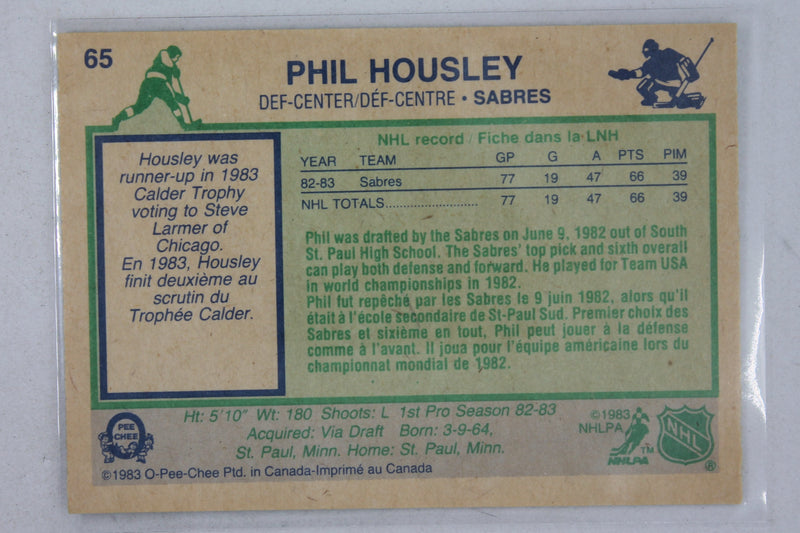 65
PHIL HOUSLEY
DEF-CENTER/DÉF-CENTRE • SABRES
Housley was
runner-up in 1983
Calder Trophy
voting to Steve
Larmer of
Chicago.
En 1983, Housley
finit deuxième au
scrutin du
Trophée Calder.
NHL record / Fiche dans la LNH
YEAR TEAM GP G A PTS PIM
82-83 Sabres 77 19 47 66 39
NHL TOTALS........................ 77 19 47 66 39
Phil was drafted by the Sabres on June 9, 1982 out of South
St. Paul High School. The Sabres' top pick and sixth overall
can play both defense and forward. He played for Team USA
in world championships in 1982.
Phil fut repêché par les Sabres le 9 juin 1982, alors qu'il
était à l'école secondaire de St-Paul Sud. Premier choix des
Sabres et sixième en tout, Phil peut jouer à la défense
comme à l'avant. Il joua pour l'équipe américaine lors du
championnat mondial de 1982.
O
PEE
CHEE
Ht: 5'10" Wt: 180 Shoots: L 1st Pro Season 82-83
Acquired: Via Draft Born: 3-9-64,
St. Paul, Minn. Home: St. Paul, Minn.
©1983 O-Pee-Chee Ptd. in Canada-Imprimé au Canada
©1983
NHLPA
TM
NHLPA
NHL
®